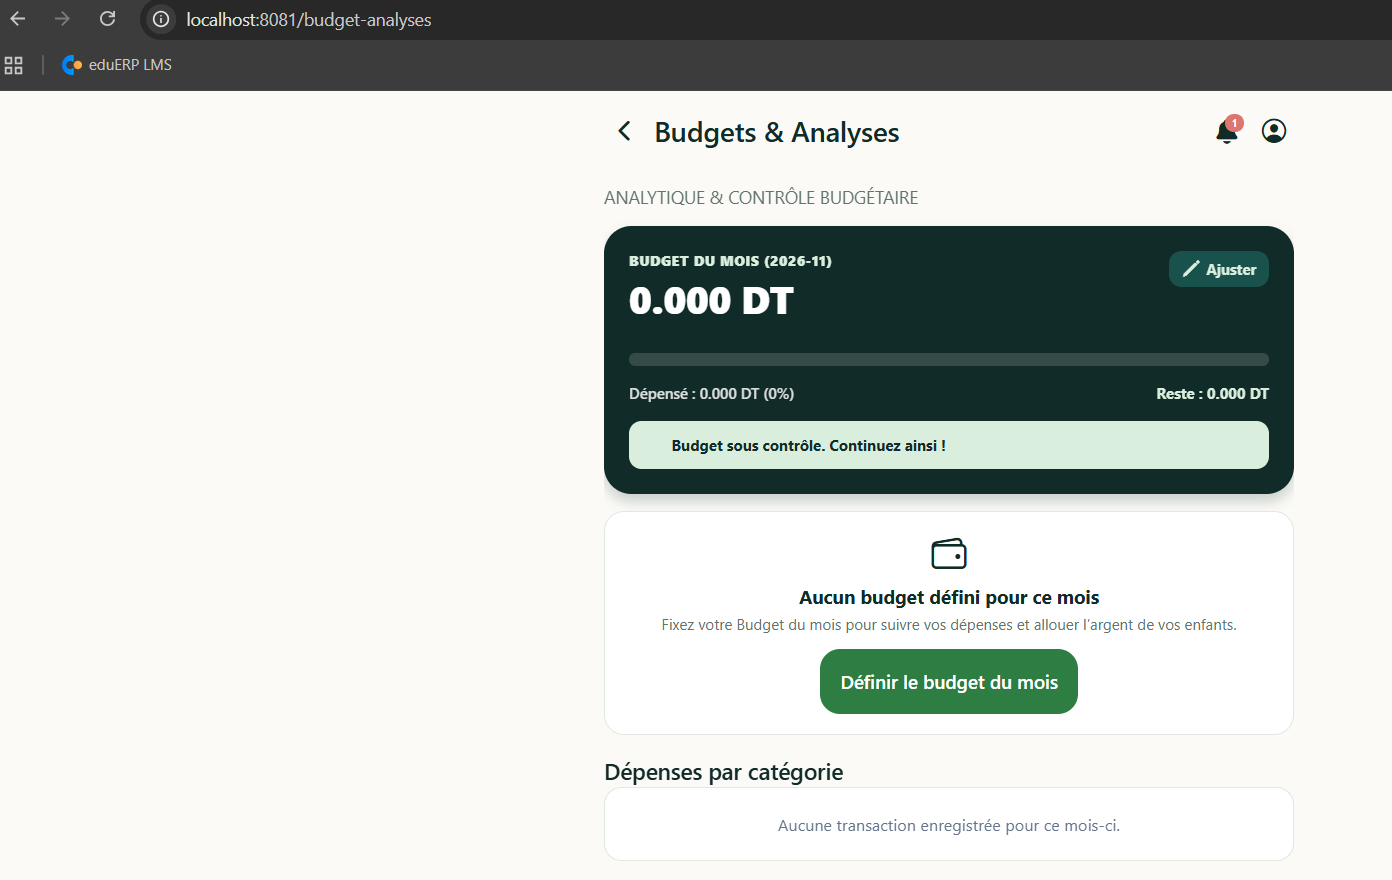 localhost:8081/budget-analyses
eduERP LMS
Budgets & Analyses
1
ANALYTIQUE & CONTRÔLE BUDGÉTAIRE
BUDGET DU MOIS (2026-11)
Ajuster
0.000 DT
Dépensé : 0.000 DT (0%)
Reste : 0.000 DT
Budget sous contrôle. Continuez ainsi !
Aucun budget défini pour ce mois
Fixez votre Budget du mois pour suivre vos dépenses et allouer l’argent de vos enfants.
Définir le budget du mois
Dépenses par catégorie
Aucune transaction enregistrée pour ce mois-ci.